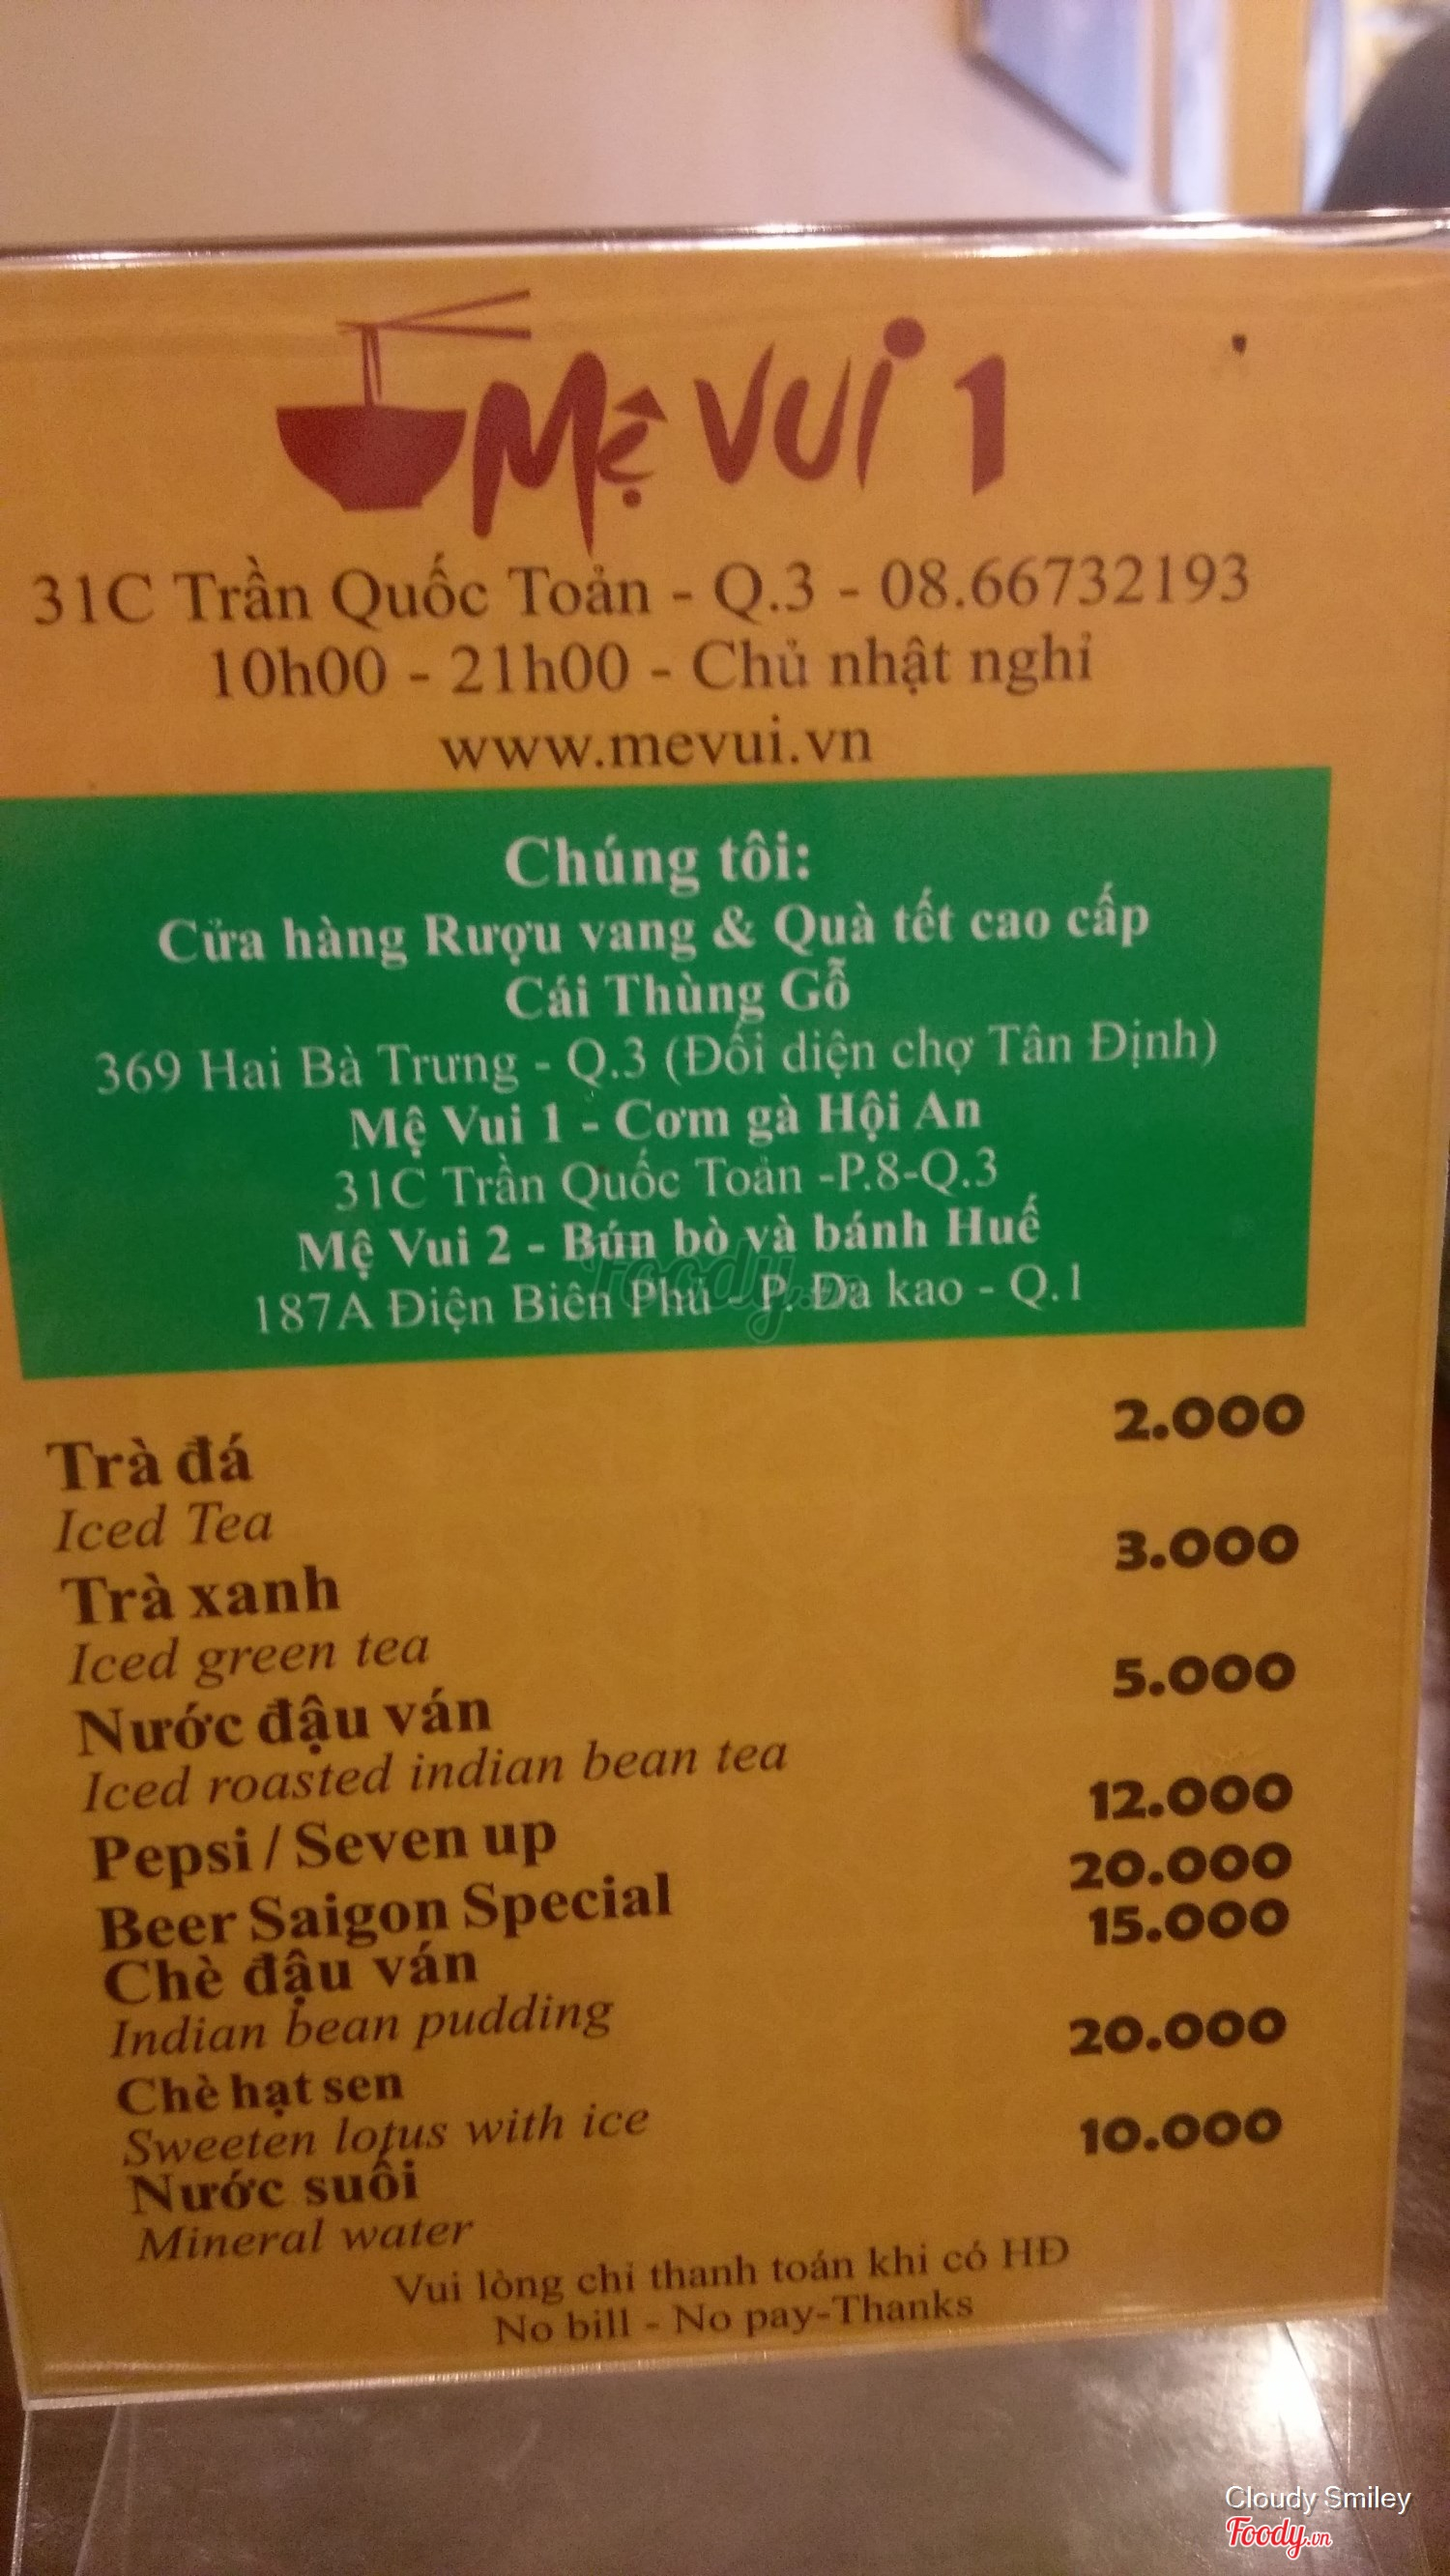 Mệ Vui 1
31C Trần Quốc Toản - Q.3 - 08.66732193
10h00 - 21h00 - Chủ nhật nghỉ
www.mevui.vn
Chúng tôi:
Cửa hàng Rượu vang & Quà tết cao cấp
Cái Thùng Gỗ
369 Hai Bà Trưng - Q.3 (Đối diện chợ Tân Định)
Mệ Vui 1 - Cơm gà Hội An
31C Trần Quốc Toản -P.8-Q.3
Mệ Vui 2 - Bún bò và bánh Huế
187A Điện Biên Phủ - P. Đa kao - Q.1
Foody.vn
Trà đá 2.000
Iced Tea
Trà xanh 3.000
Iced green tea
Nước đậu ván 5.000
Iced roasted indian bean tea
Pepsi / Seven up 12.000
Beer Saigon Special 20.000
Chè đậu ván 15.000
Indian bean pudding
Chè hạt sen 20.000
Sweeten lotus with ice
Nước suối 10.000
Mineral water
Vui lòng chỉ thanh toán khi có HĐ
No bill - No pay-Thanks
Cloudy Smiley
Foody.vn